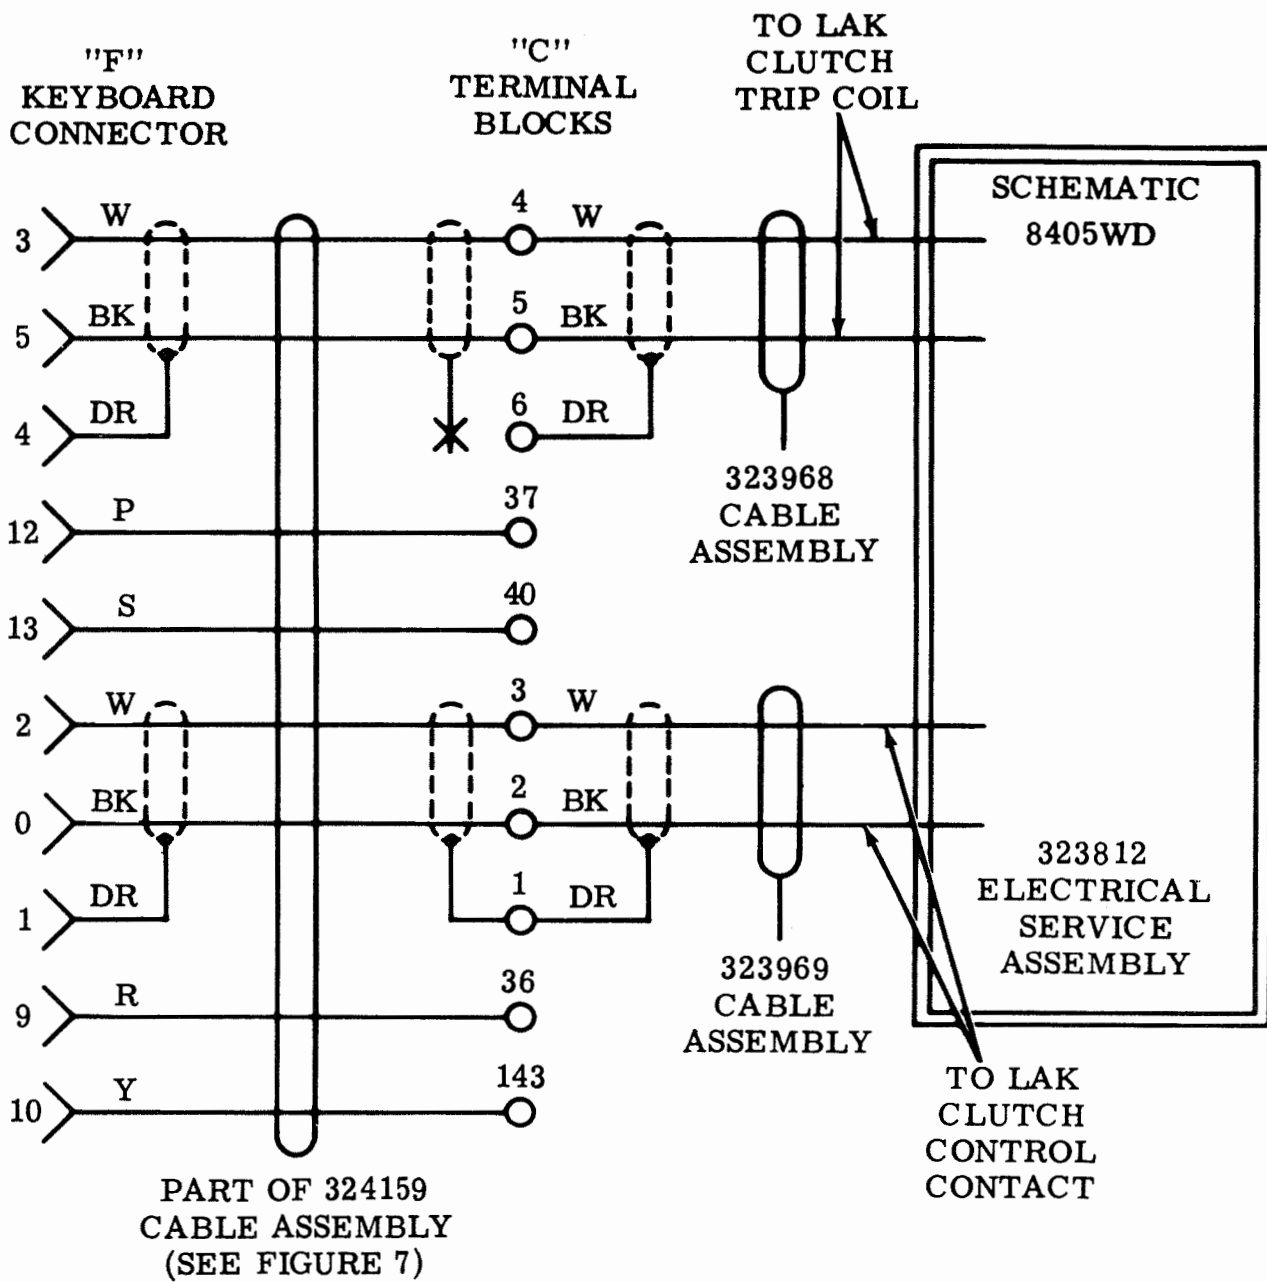 "F"
KEYBOARD
CONNECTOR
"C"
TERMINAL
BLOCKS
TO LAK
CLUTCH
TRIP COIL
SCHEMATIC
8405WD
3 W 4 W
5 BK 5 BK
4 DR 6 DR
323968
CABLE
ASSEMBLY
12 P 37
13 S 40
2 W 3 W
0 BK 2 BK
1 DR 1 DR
323812
ELECTRICAL
SERVICE
ASSEMBLY
323969
CABLE
ASSEMBLY
9 R 36
10 Y 143
TO LAK
CLUTCH
CONTROL
CONTACT
PART OF 324159
CABLE ASSEMBLY
(SEE FIGURE 7)